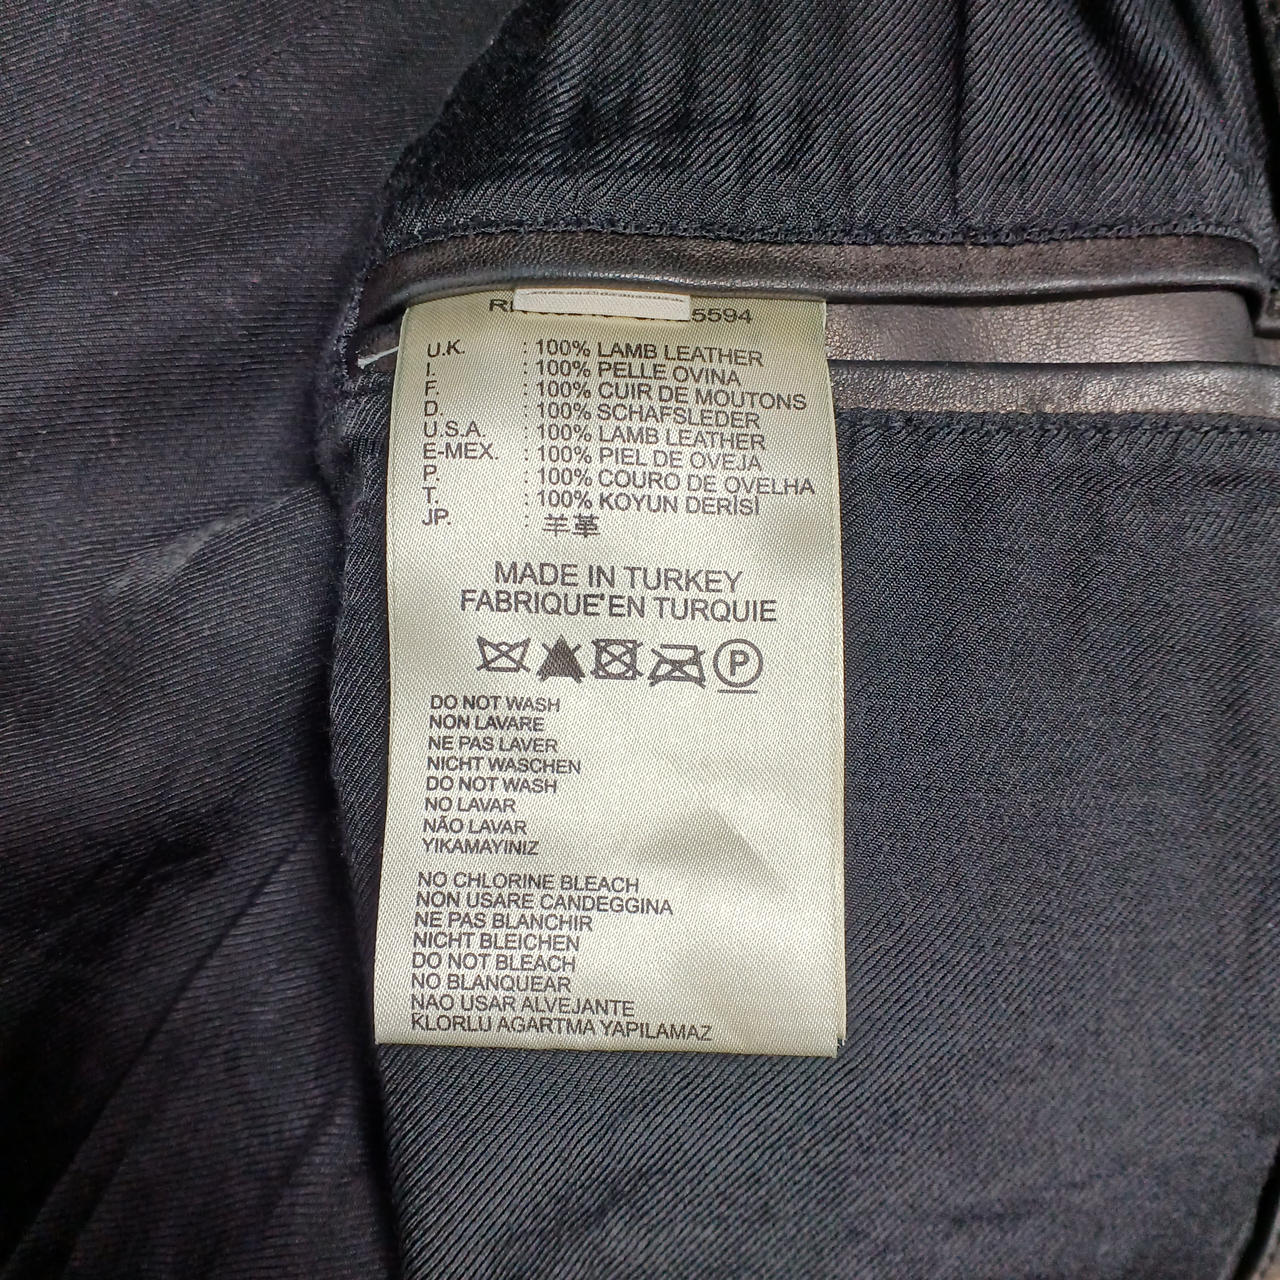 5594
U.K. : 100% LAMB LEATHER
I. : 100% PELLE OVINA
F. : 100% CUIR DE MOUTONS
D. : 100% SCHAFSLEDER
U.S.A. : 100% LAMB LEATHER
E-MEX. : 100% PIEL DE OVEJA
P. : 100% COURO DE OVELHA
T. : 100% KOYUN DERİSİ
JP. : 羊革
MADE IN TURKEY
FABRIQUE EN TURQUIE
P
DO NOT WASH
NON LAVARE
NE PAS LAVER
NICHT WASCHEN
DO NOT WASH
NO LAVAR
NÃO LAVAR
YIKAMAYINIZ
NO CHLORINE BLEACH
NON USARE CANDEGGINA
NE PAS BLANCHIR
NICHT BLEICHEN
DO NOT BLEACH
NO BLANQUEAR
NAO USAR ALVEJANTE
KLORLU AGARTMA YAPILAMAZ